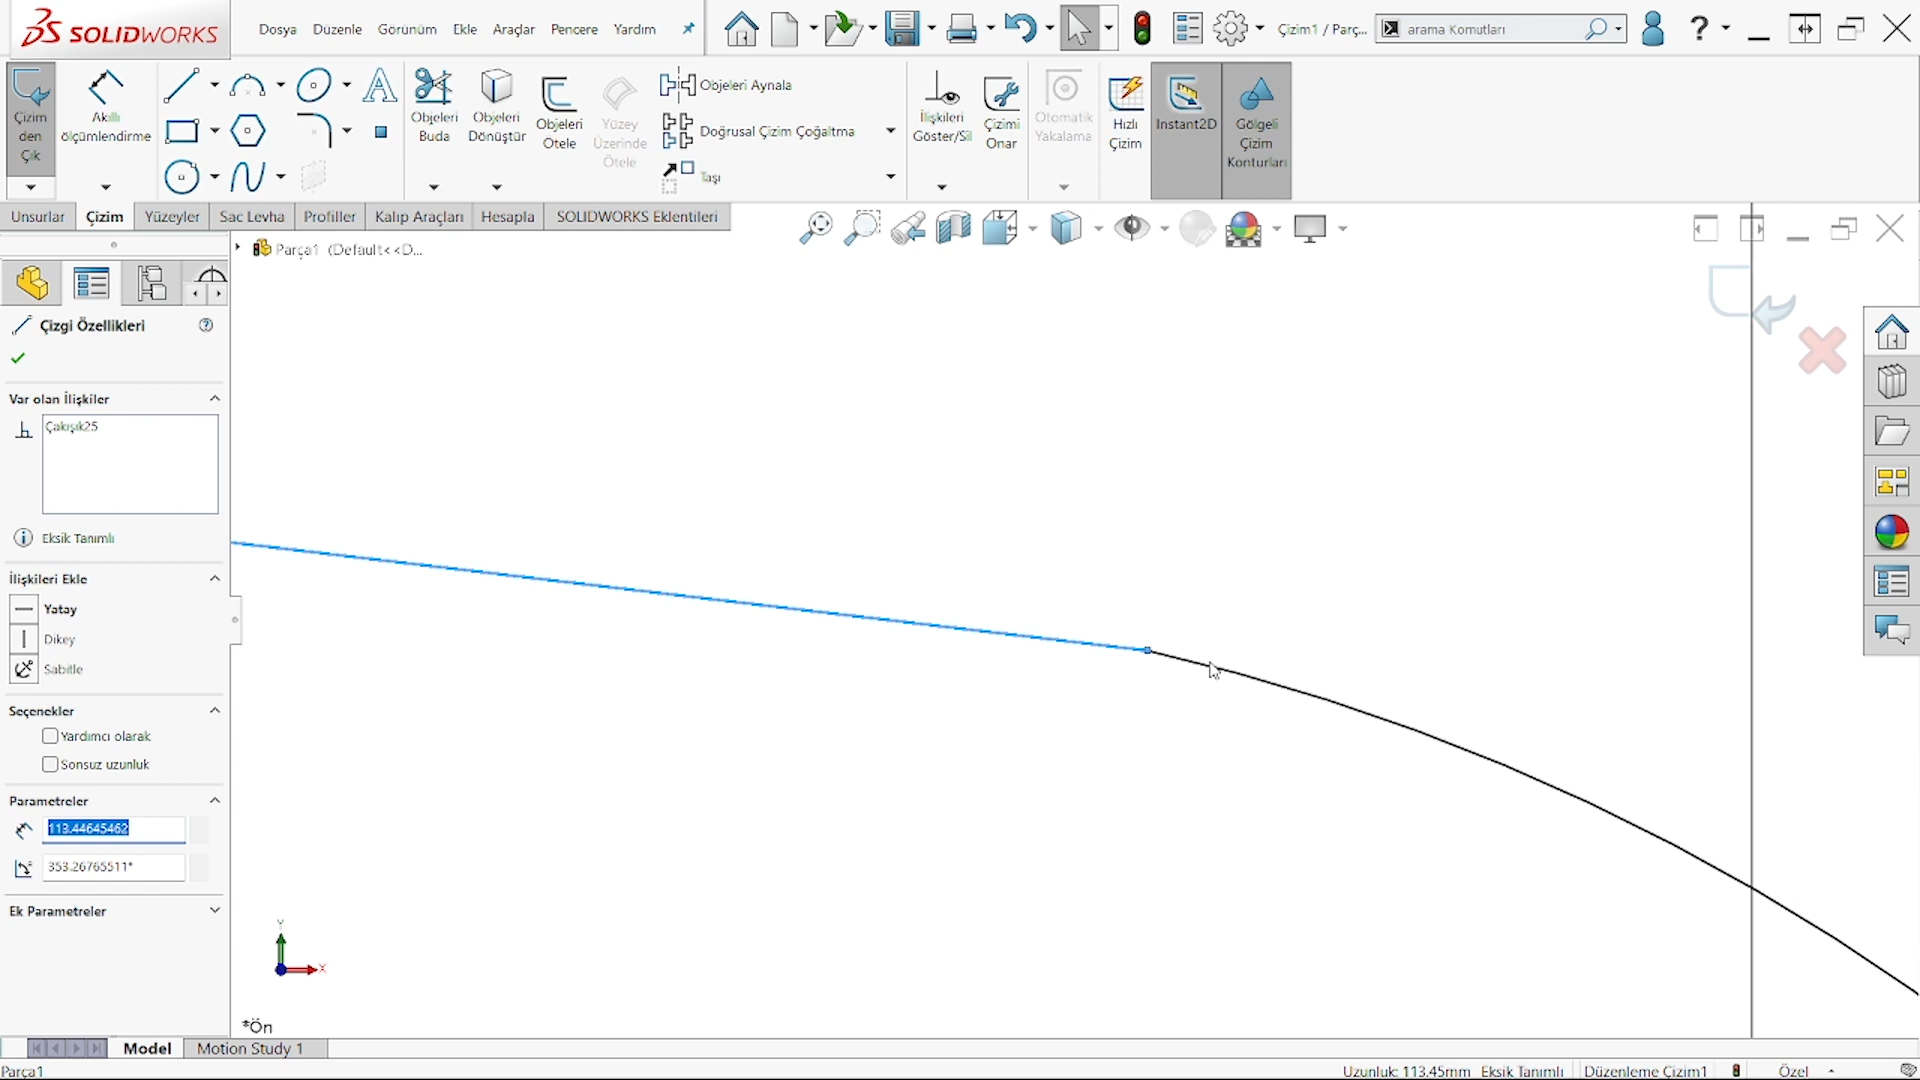 SOLIDWORKS
Dosya Düzenle Görünüm Ekle Araçlar Pencere Yardım
Çizim1 / Parç...
arama Komutları
?
Çizim
den
Çık
Akıllı
ölçümlendirme
Objeleri
Buda
Objeleri
Dönüştür
Objeleri
Ötele
Yüzey
Üzerinde
Ötele
Objeleri Aynala
Doğrusal Çizim Çoğaltma
Taşı
İlişkileri
Göster/Sil
Çizimi
Onar
Otomatik
Yakalama
Hızlı
Çizim
Instant2D
Gölgeli
Çizim
Konturları
Unsurlar Çizim Yüzeyler Sac Levha Profiller Kalıp Araçları Hesapla SOLIDWORKS Eklentileri
Parça1 (Default<<D...
Çizgi Özellikleri
Var olan İlişkiler
Çakışık25
Eksik Tanımlı
İlişkileri Ekle
Yatay
Dikey
Sabitle
Seçenekler
Yardımcı olarak
Sonsuz uzunluk
Parametreler
113.44645462
353.26765511°
Ek Parametreler
Y
X
*Ön
Model Motion Study 1
Parça1
Uzunluk: 113.45mm Eksik Tanımlı Düzenleme Çizim1 Özel